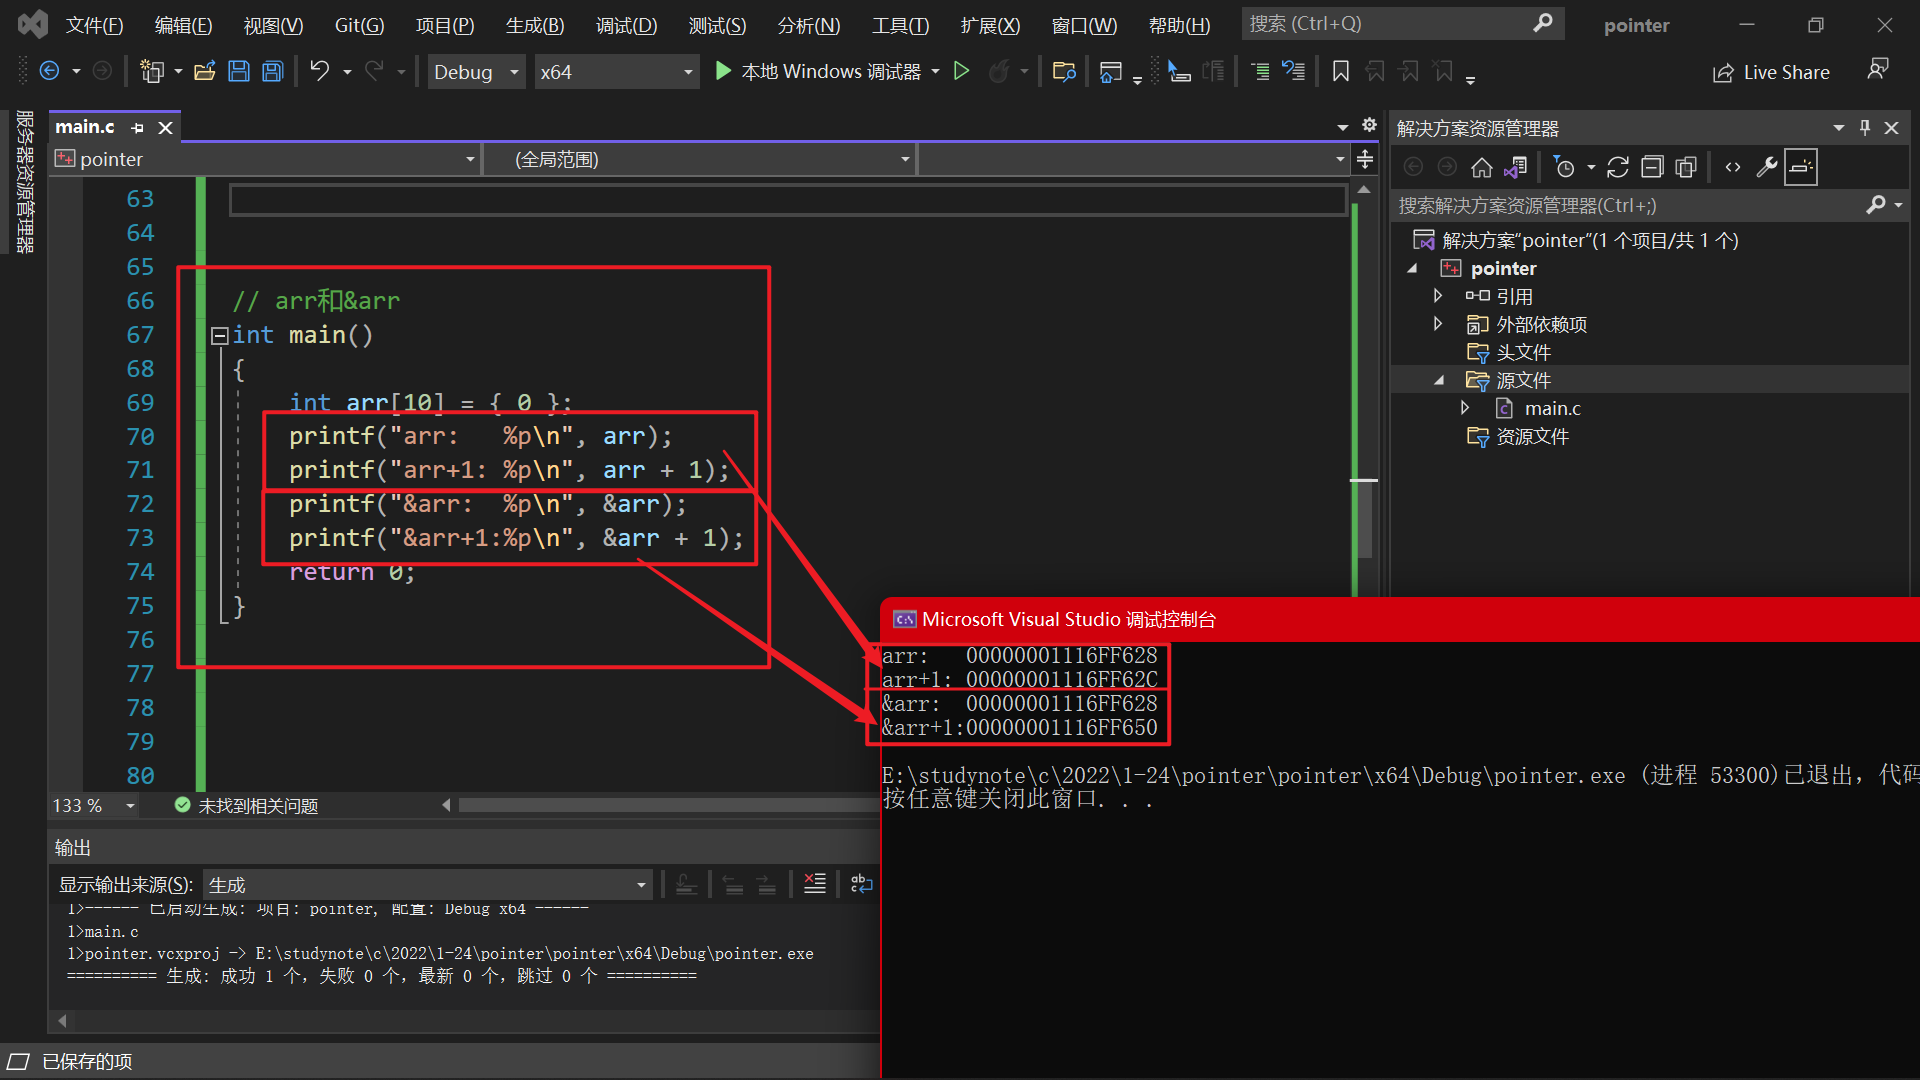 文件(F) 编辑(E) 视图(V) Git(G) 项目(P) 生成(B) 调试(D) 测试(S) 分析(N) 工具(T) 扩展(X) 窗口(W) 帮助(H) 搜索 (Ctrl+Q) pointer
Debug x64 本地 Windows 调试器 Live Share
服务器资源管理器
main.c
pointer (全局范围)
63
64
65
66 // arr和&arr
67 int main()
68 {
69 int arr[10] = { 0 };
70 printf("arr:   %p\n", arr);
71 printf("arr+1: %p\n", arr + 1);
72 printf("&arr:  %p\n", &arr);
73 printf("&arr+1:%p\n", &arr + 1);
74 return 0;
75 }
76
77
78
79
80
133 % 未找到相关问题
输出
显示输出来源(S): 生成
1>------ 已启动生成: 项目: pointer, 配置: Debug x64 ------
1>main.c
1>pointer.vcxproj -> E:\studynote\c\2022\1-24\pointer\pointer\x64\Debug\pointer.exe
========== 生成: 成功 1 个，失败 0 个，最新 0 个，跳过 0 个 ==========
已保存的项
解决方案资源管理器
搜索解决方案资源管理器(Ctrl+;)
解决方案“pointer”(1 个项目/共 1 个)
pointer
引用
外部依赖项
头文件
源文件
main.c
资源文件
Microsoft Visual Studio 调试控制台
arr:   00000001116FF628
arr+1: 00000001116FF62C
&arr:  00000001116FF628
&arr+1:00000001116FF650
E:\studynote\c\2022\1-24\pointer\pointer\x64\Debug\pointer.exe (进程 53300)已退出，代码
按任意键关闭此窗口. . .